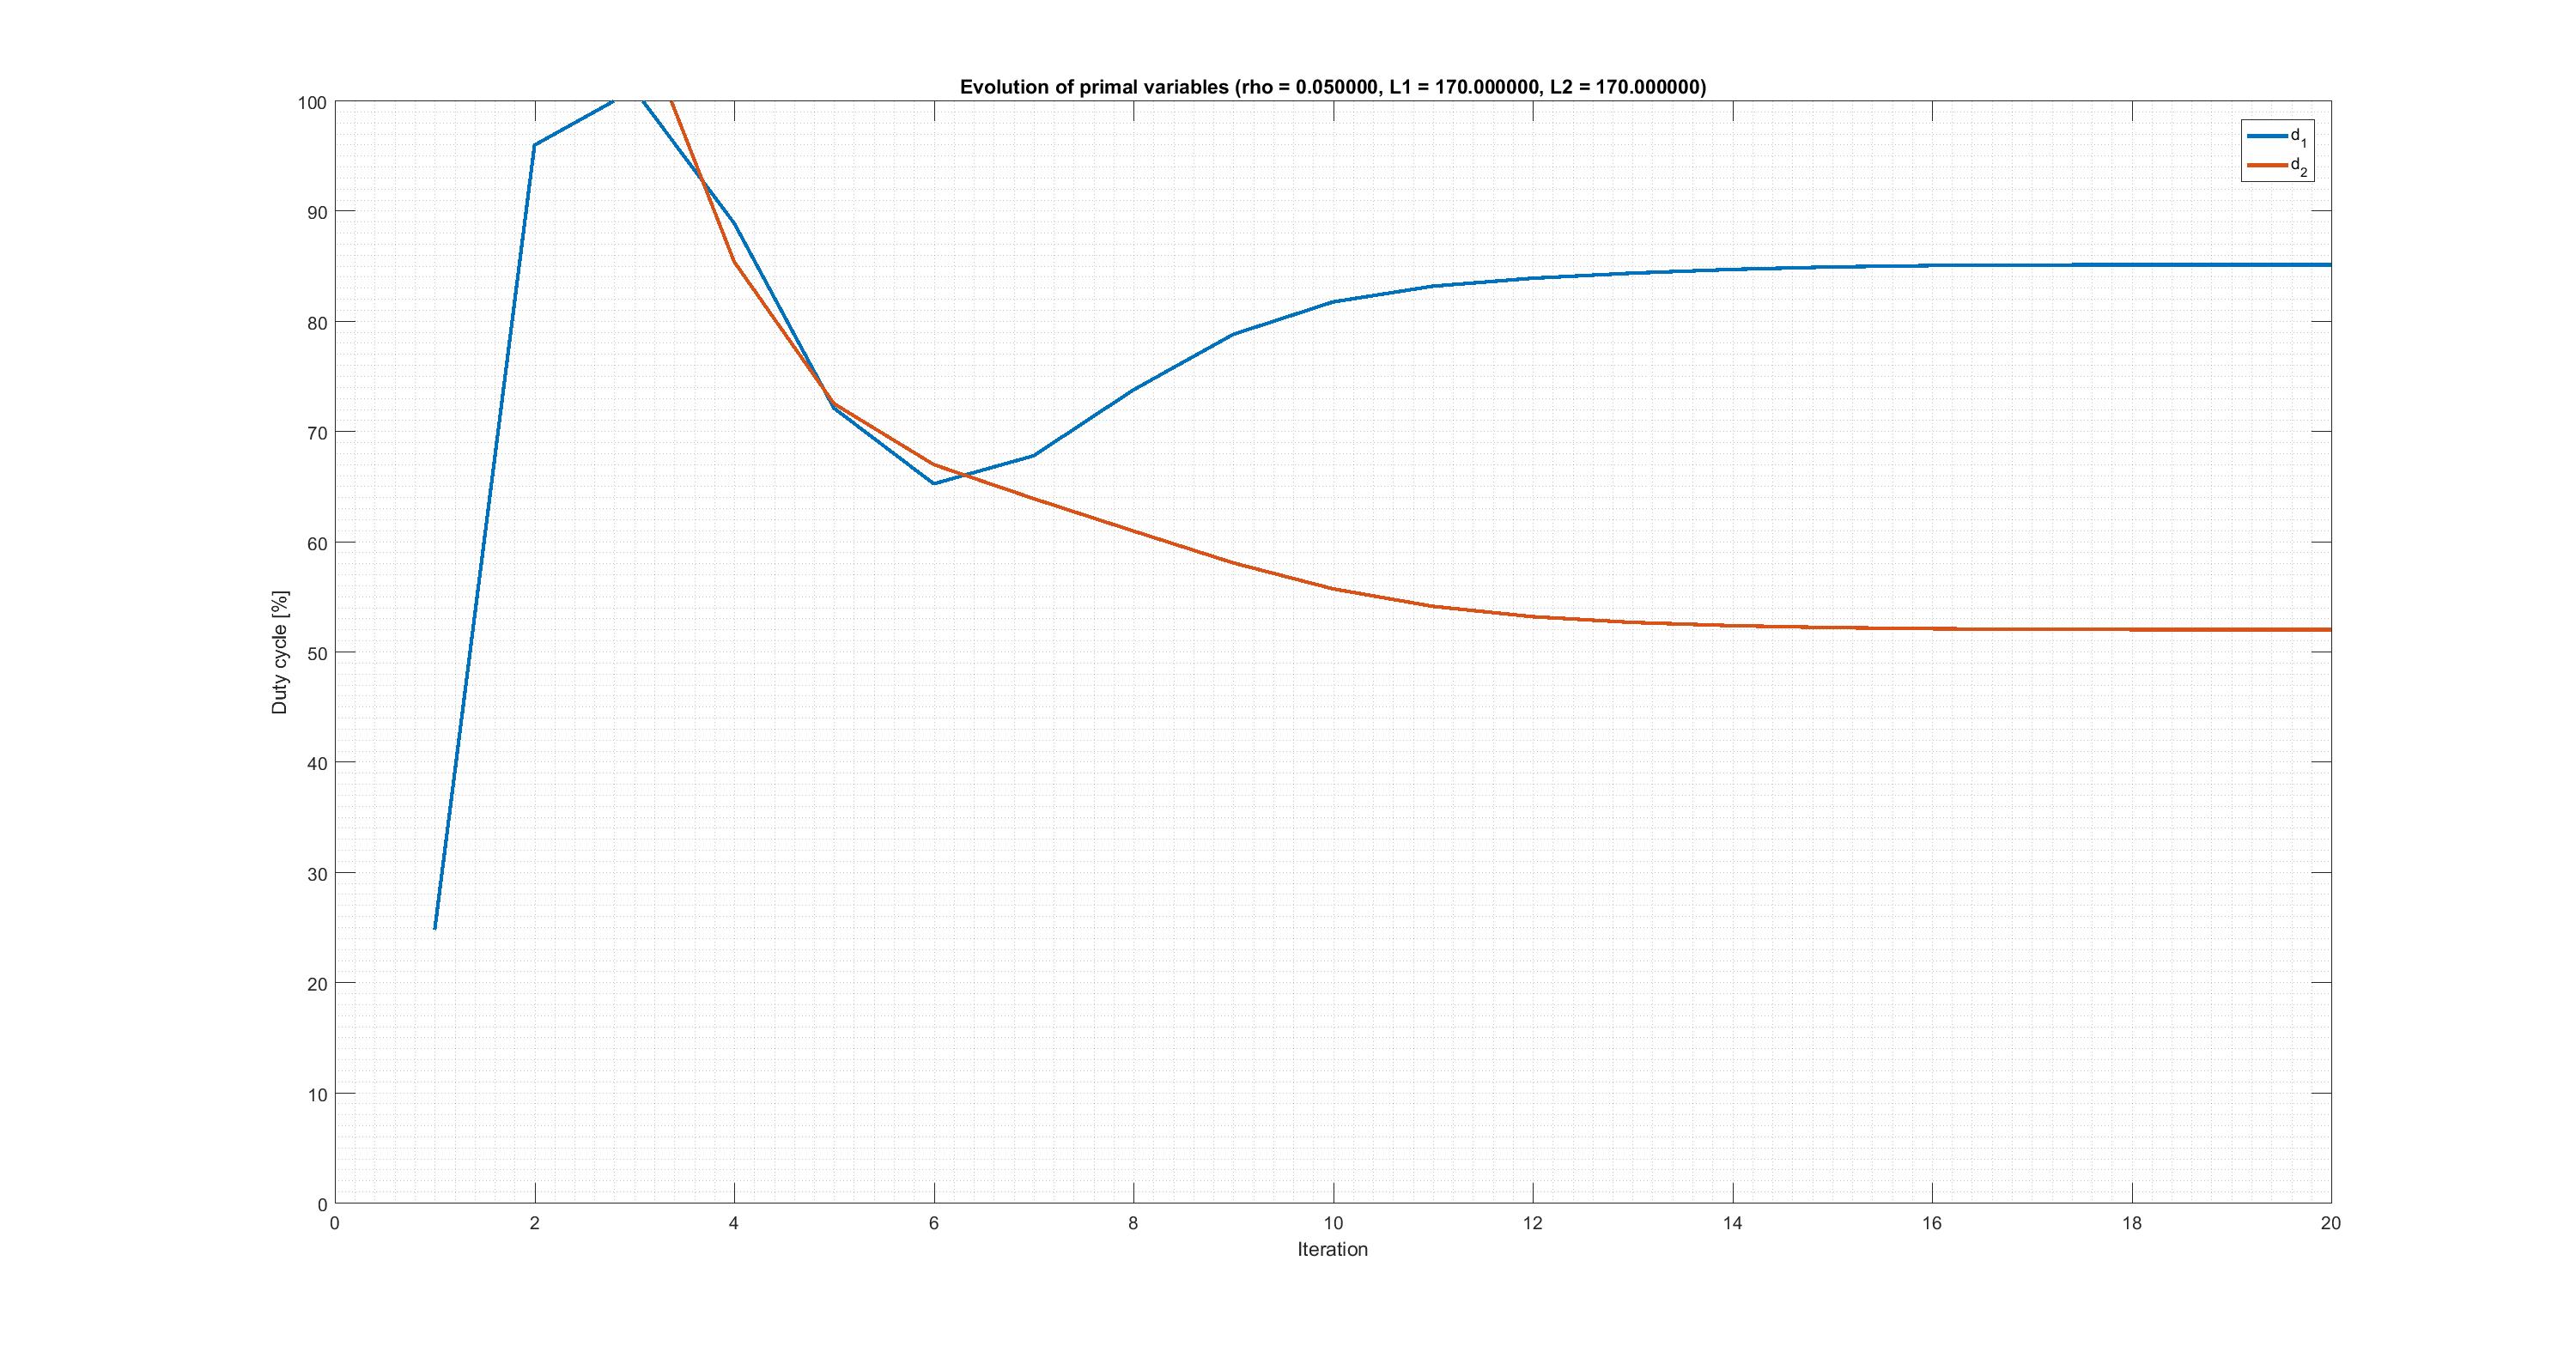 Evolution of primal variables (rho = 0.050000, L1 = 170.000000, L2 = 170.000000)
d1
d2
100
90
80
70
60
50
40
30
20
10
0
Duty cycle [%]
0 2 4 6 8 10 12 14 16 18 20
Iteration